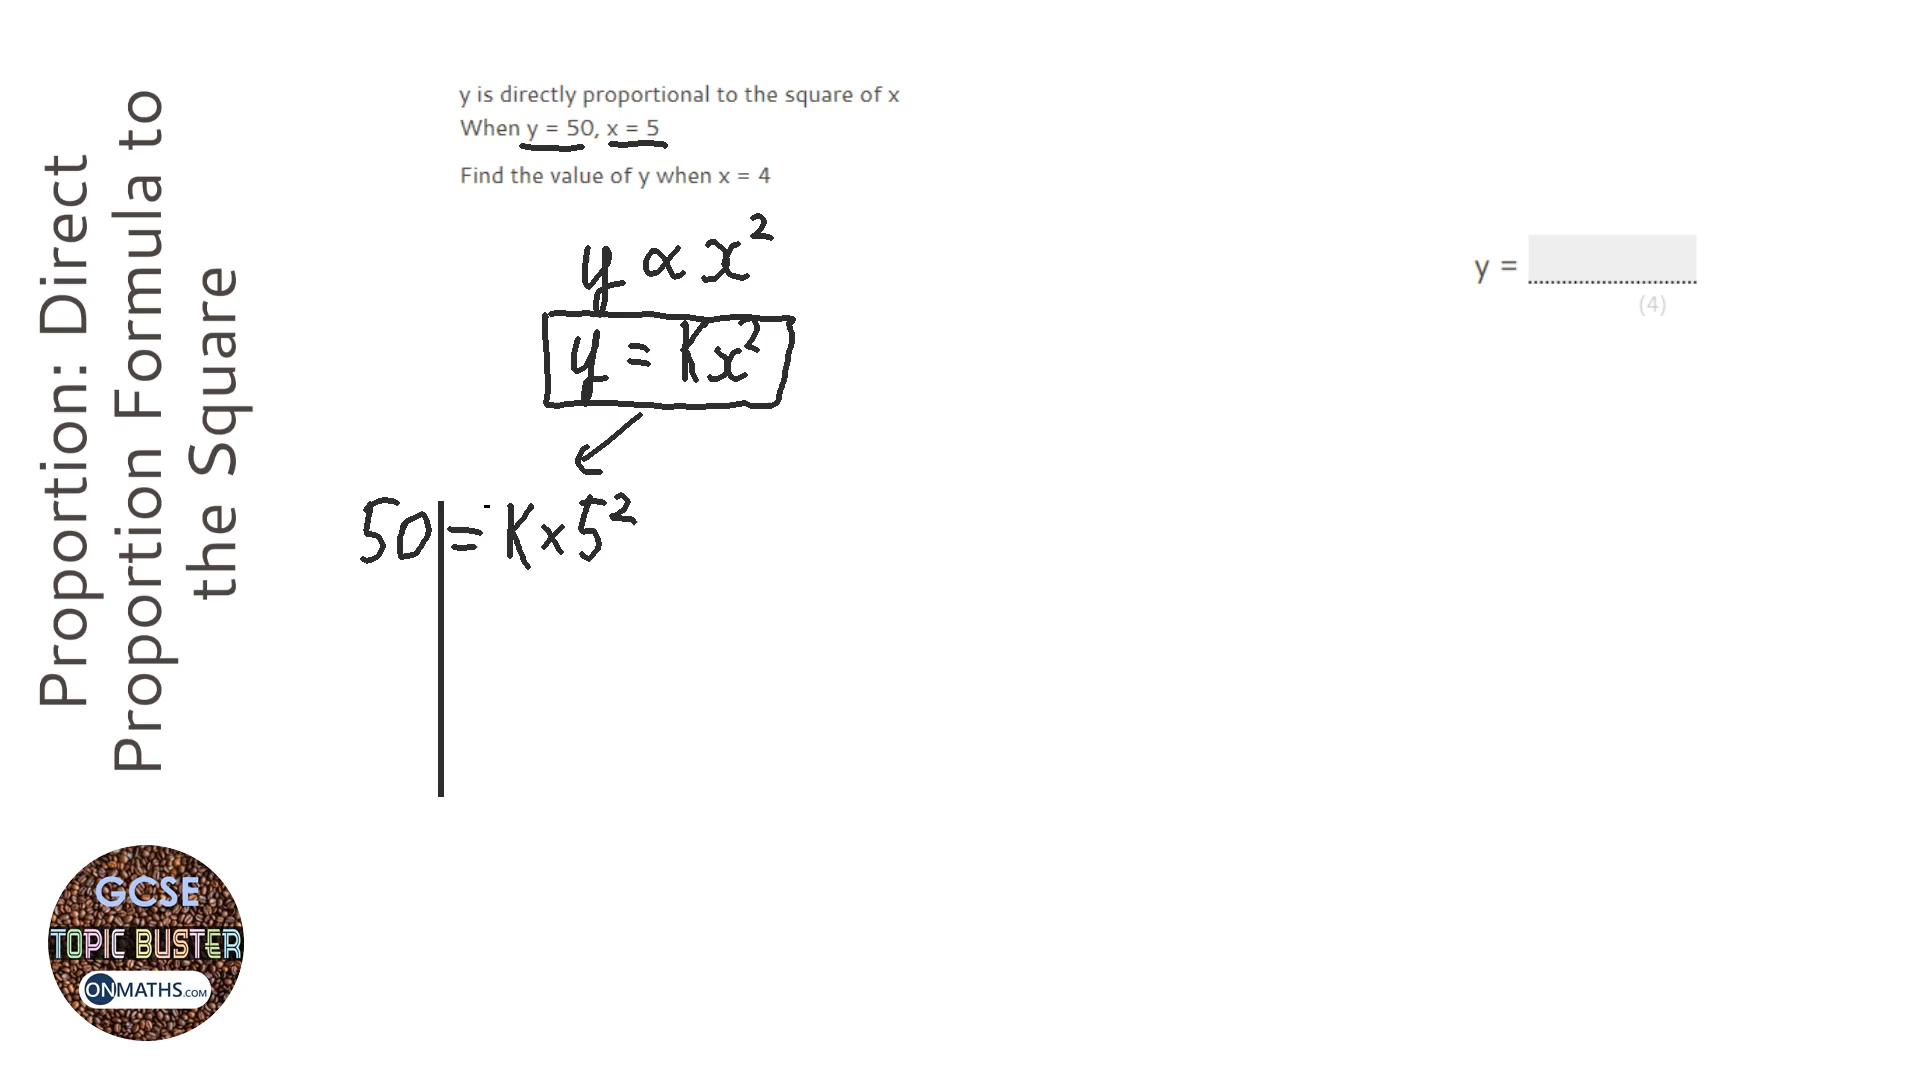 Proportion: Direct
Proportion Formula to
the Square
y is directly proportional to the square of x
When y = 50, x = 5
Find the value of y when x = 4
y ∝ x²
y = Kx²
50 = K × 5²
y =
(4)
GCSE
TOPIC BUSTER
ONMATHS.COM